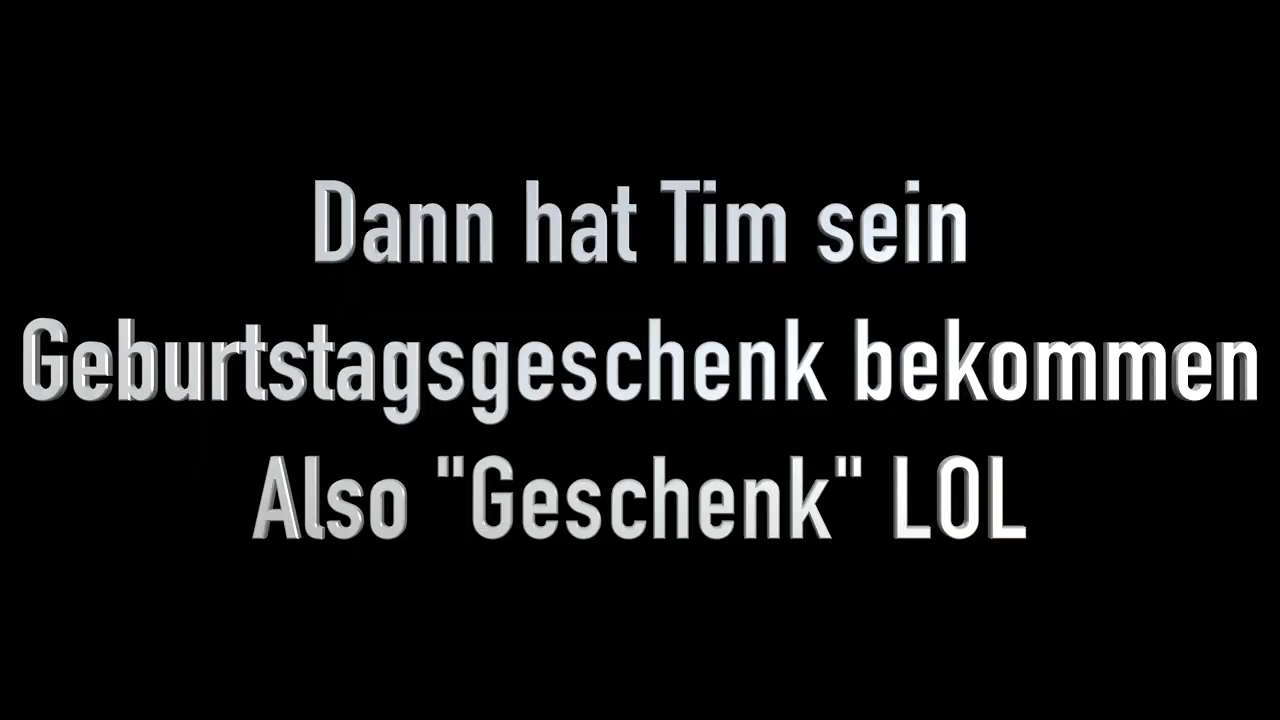 Dann hat Tim sein
Geburtstagsgeschenk bekommen
Also "Geschenk" LOL